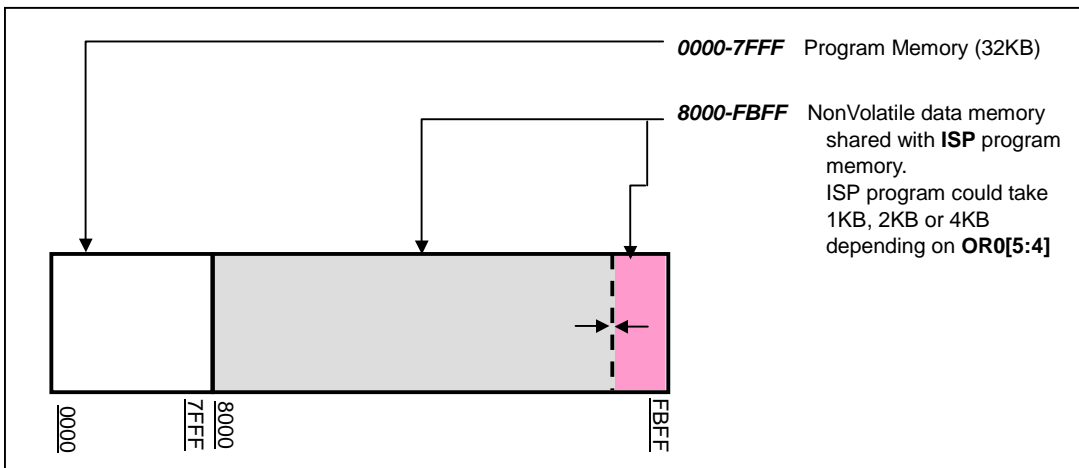 0000-7FFF Program Memory (32KB)
8000-FBFF NonVolatile data memory
shared with ISP program
memory.
ISP program could take
1KB, 2KB or 4KB
depending on OR0[5:4]
0000
7FFF
8000
FBFF